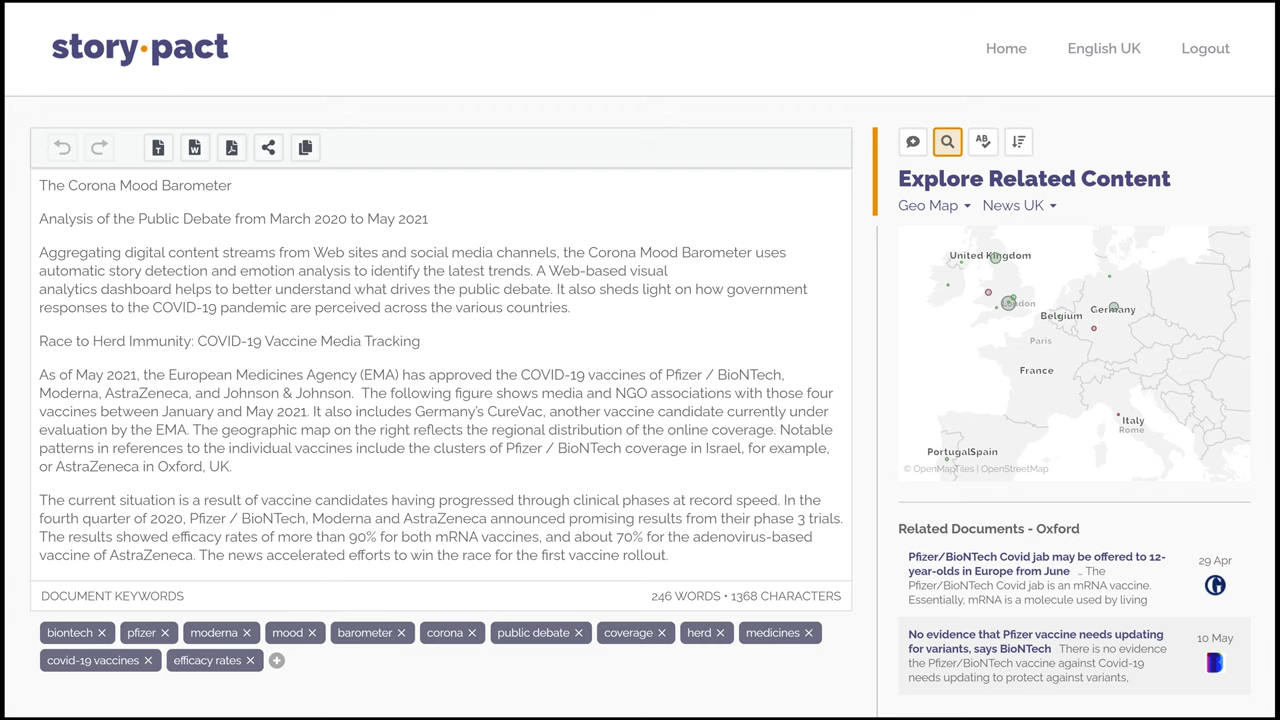 story·pact
Home English UK Logout
The Corona Mood Barometer
Analysis of the Public Debate from March 2020 to May 2021
Aggregating digital content streams from Web sites and social media channels, the Corona Mood Barometer uses
automatic story detection and emotion analysis to identify the latest trends. A Web-based visual
analytics dashboard helps to better understand what drives the public debate. It also sheds light on how government
responses to the COVID-19 pandemic are perceived across the various countries.
Race to Herd Immunity: COVID-19 Vaccine Media Tracking
As of May 2021, the European Medicines Agency (EMA) has approved the COVID-19 vaccines of Pfizer / BioNTech,
Moderna, AstraZeneca, and Johnson & Johnson. The following figure shows media and NGO associations with those four
vaccines between January and May 2021. It also includes Germany's CureVac, another vaccine candidate currently under
evaluation by the EMA. The geographic map on the right reflects the regional distribution of the online coverage. Notable
patterns in references to the individual vaccines include the clusters of Pfizer / BioNTech coverage in Israel, for example,
or AstraZeneca in Oxford, UK.
The current situation is a result of vaccine candidates having progressed through clinical phases at record speed. In the
fourth quarter of 2020, Pfizer / BioNTech, Moderna and AstraZeneca announced promising results from their phase 3 trials.
The results showed efficacy rates of more than 90% for both mRNA vaccines, and about 70% for the adenovirus-based
vaccine of AstraZeneca. The news accelerated efforts to win the race for the first vaccine rollout.
DOCUMENT KEYWORDS 246 WORDS • 1368 CHARACTERS
biontech × pfizer × moderna × mood × barometer × corona × public debate × coverage × herd × medicines ×
covid-19 vaccines × efficacy rates ×
Explore Related Content
Geo Map News UK
United Kingdom
London
Germany
Belgium
Paris
France
Italy
Rome
Portugal Spain
© OpenMapTiles | OpenStreetMap
Related Documents - Oxford
Pfizer/BioNTech Covid jab may be offered to 12-
year-olds in Europe from June ... The
Pfizer/BioNTech Covid jab is an mRNA vaccine.
Essentially, mRNA is a molecule used by living
29 Apr
No evidence that Pfizer vaccine needs updating
for variants, says BioNTech There is no evidence
the Pfizer/BioNTech vaccine against Covid-19
needs updating to protect against variants,
10 May